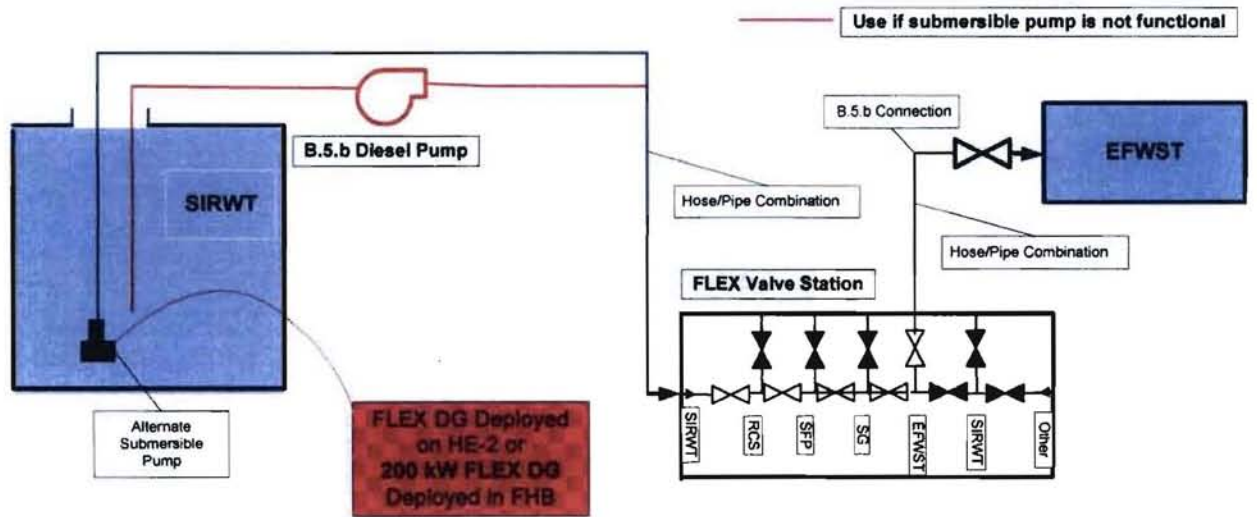 Use if submersible pump is not functional
B.5.b Connection
B.5.b Diesel Pump
EFWST
SIRWT
Hose/Pipe Combination
Hose/Pipe Combination
FLEX Valve Station
Alternate
Submersible
Pump
FLEX DG Deployed
on HE-2 or
200 kW FLEX DG
Deployed in FHB
SIRWT
RCS
SFP
SG
EFWST
SIRWT
Other